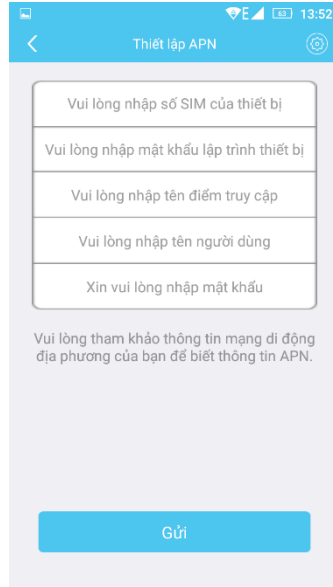 E 63 13:52
Thiết lập APN
Vui lòng nhập số SIM của thiết bị
Vui lòng nhập mật khẩu lập trình thiết bị
Vui lòng nhập tên điểm truy cập
Vui lòng nhập tên người dùng
Xin vui lòng nhập mật khẩu
Vui lòng tham khảo thông tin mạng di động
địa phương của bạn để biết thông tin APN.
Gửi